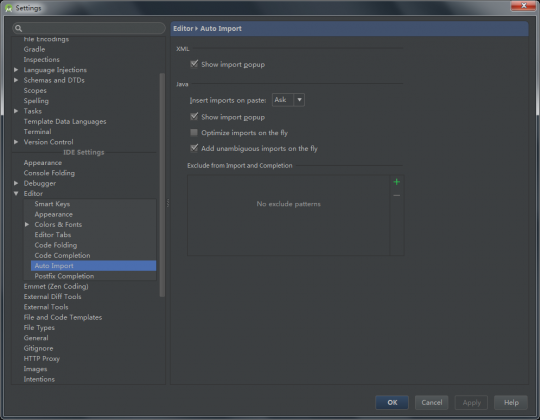 Settings
File Encodings
Gradle
Inspections
Language Injections
Schemas and DTDs
Scopes
Spelling
Tasks
Template Data Languages
Terminal
Version Control
IDE Settings
Appearance
Console Folding
Debugger
Editor
Smart Keys
Appearance
Colors & Fonts
Editor Tabs
Code Folding
Code Completion
Auto Import
Postfix Completion
Emmet (Zen Coding)
External Diff Tools
External Tools
File and Code Templates
File Types
General
Gitignore
HTTP Proxy
Images
Intentions
Editor › Auto Import
XML
Show import popup
Java
Insert imports on paste: Ask
Show import popup
Optimize imports on the fly
Add unambiguous imports on the fly
Exclude from Import and Completion
No exclude patterns
OK Cancel Apply Help